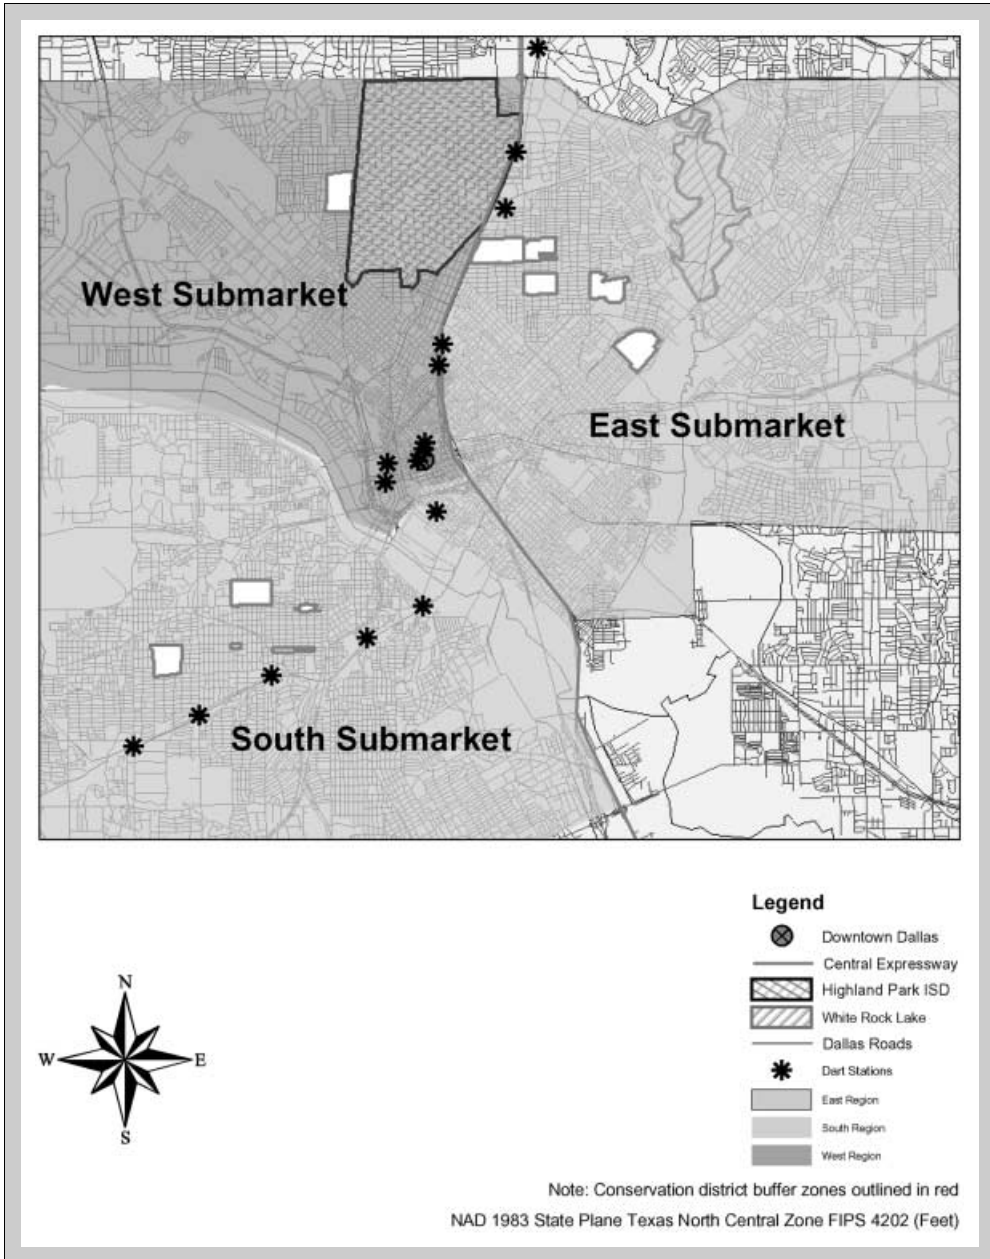 West Submarket
East Submarket
South Submarket
Legend
Downtown Dallas
Central Expressway
Highland Park ISD
White Rock Lake
Dallas Roads
Dart Stations
East Region
South Region
West Region
N
W
E
S
Note: Conservation district buffer zones outlined in red
NAD 1983 State Plane Texas North Central Zone FIPS 4202 (Feet)